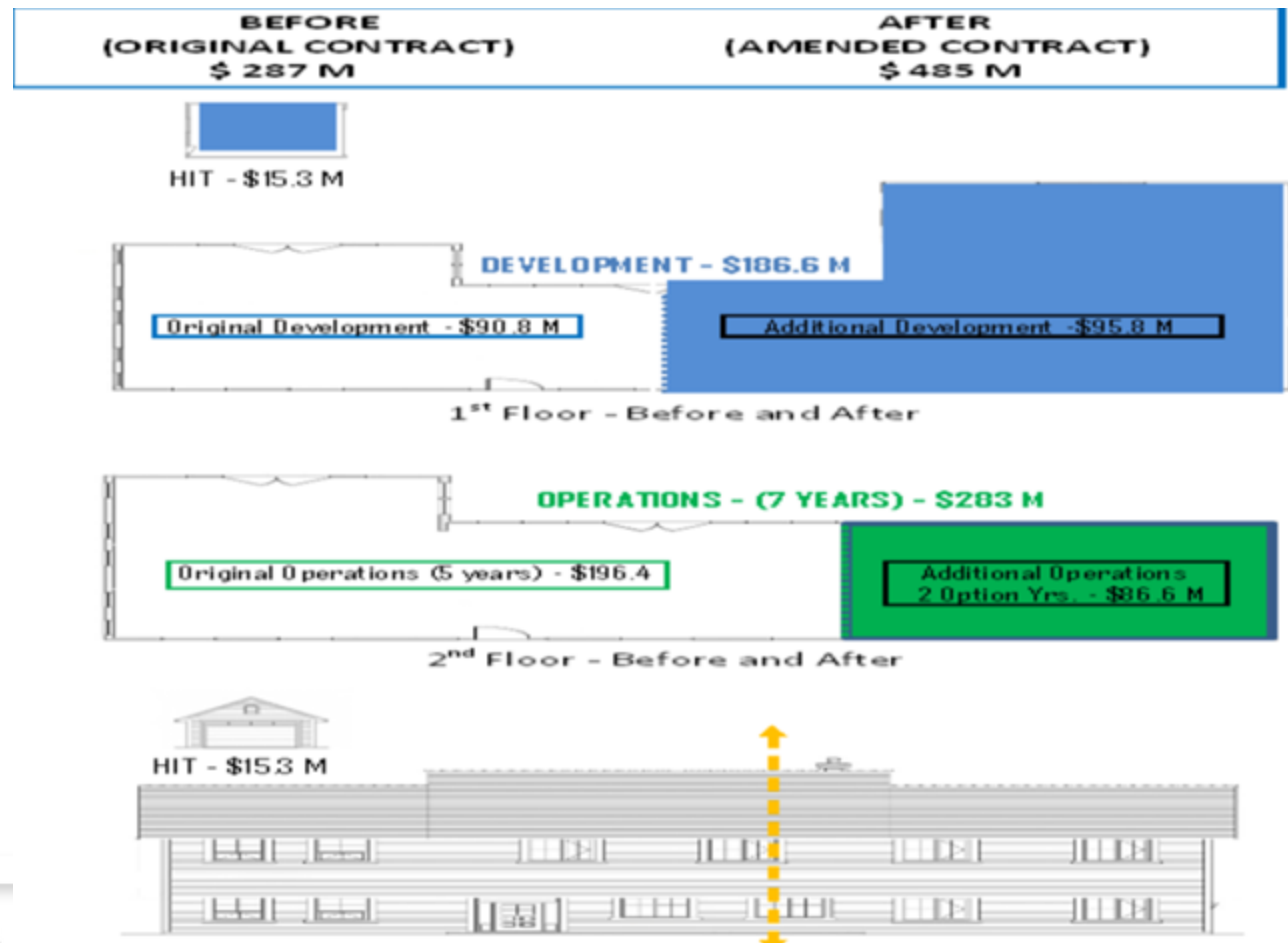 BEFORE
(ORIGINAL CONTRACT)
$ 287 M
AFTER
(AMENDED CONTRACT)
$ 485 M
HIT - $15.3 M
DEVELOPMENT - $186.6 M
Original Development - $90.8 M
Additional Development -$95.8 M
1st Floor - Before and After
OPERATIONS - (7 YEARS) - $283 M
Original Operations (5 years) - $196.4
Additional Operations
2 Option Yrs. - $86.6 M
2nd Floor - Before and After
HIT - $15.3 M